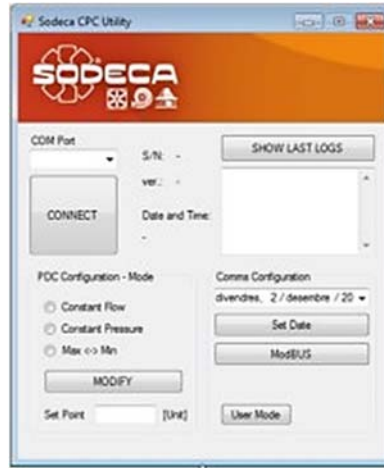 Sodeca CPC Utility
SODECA
COM Port
S/N: -
SHOW LAST LOGS
ver.: -
CONNECT
Date and Time:
-
PDC Configuration - Mode
Comms Configuration
Constant Flow
divendres, 2 / desembre / 20
Constant Pressure
Set Date
Max <-> Min
ModBUS
MODIFY
Set Point [Unit]
User Mode